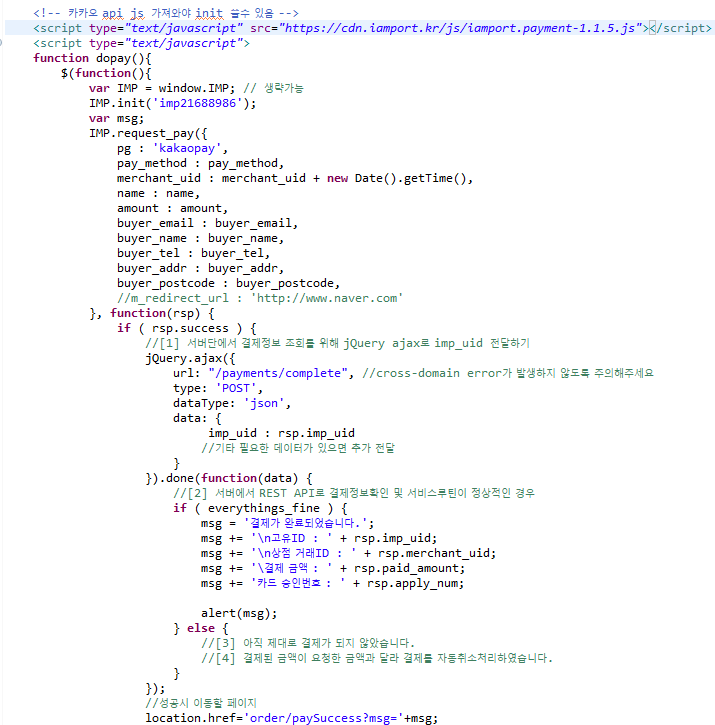 <!-- 카카오 api js 가져와야 init 쓸수 있음 -->
<script type="text/javascript" src="https://cdn.iamport.kr/js/iamport.payment-1.1.5.js"></script>
<script type="text/javascript">
function dopay(){
    $(function(){
        var IMP = window.IMP; // 생략가능
        IMP.init('imp21688986');
        var msg;
        IMP.request_pay({
            pg : 'kakaopay',
            pay_method : pay_method,
            merchant_uid : merchant_uid + new Date().getTime(),
            name : name,
            amount : amount,
            buyer_email : buyer_email,
            buyer_name : buyer_name,
            buyer_tel : buyer_tel,
            buyer_addr : buyer_addr,
            buyer_postcode : buyer_postcode,
            //m_redirect_url : 'http://www.naver.com'
        }, function(rsp) {
            if ( rsp.success ) {
                //[1] 서버단에서 결제정보 조회를 위해 jQuery ajax로 imp_uid 전달하기
                jQuery.ajax({
                    url: "/payments/complete", //cross-domain error가 발생하지 않도록 주의해주세요
                    type: 'POST',
                    dataType: 'json',
                    data: {
                         imp_uid : rsp.imp_uid
                        //기타 필요한 데이터가 있으면 추가 전달
                    }
                }).done(function(data) {
                    //[2] 서버에서 REST API로 결제정보확인 및 서비스루틴이 정상적인 경우
                    if ( everythings_fine ) {
                        msg = '결제가 완료되었습니다.';
                        msg += '\n고유ID : ' + rsp.imp_uid;
                        msg += '\n상점 거래ID : ' + rsp.merchant_uid;
                        msg += '\결제 금액 : ' + rsp.paid_amount;
                        msg += '카드 승인번호 : ' + rsp.apply_num;
                        alert(msg);
                    } else {
                        //[3] 아직 제대로 결제가 되지 않았습니다.
                        //[4] 결제된 금액이 요청한 금액과 달라 결제를 자동취소처리하였습니다.
                    }
                });
                //성공시 이동할 페이지
                location.href='order/paySuccess?msg='+msg;